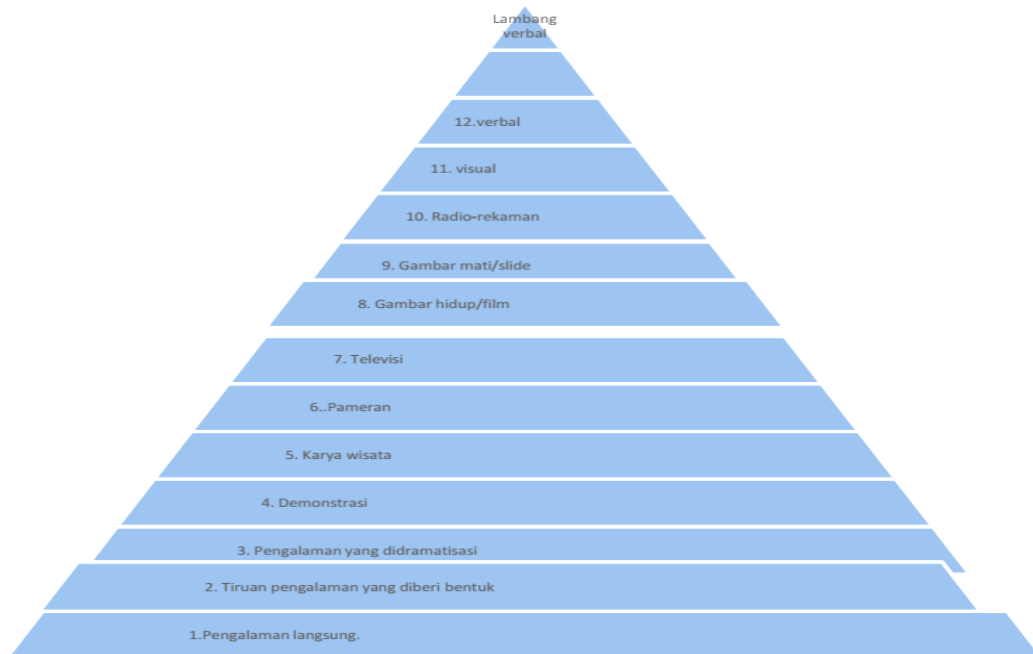 Lambang
verbal
12.verbal
11. visual
10. Radio-rekaman
9. Gambar mati/slide
8. Gambar hidup/film
7. Televisi
6..Pameran
5. Karya wisata
4. Demonstrasi
3. Pengalaman yang didramatisasi
2. Tiruan pengalaman yang diberi bentuk
1.Pengalaman langsung.